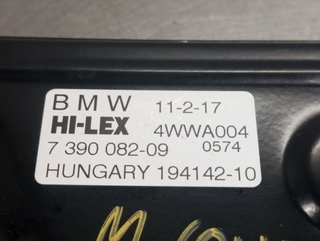 BMW 11-2-17
HI-LEX 4WWA004
7 390 082-09 0574
HUNGARY 194142-10